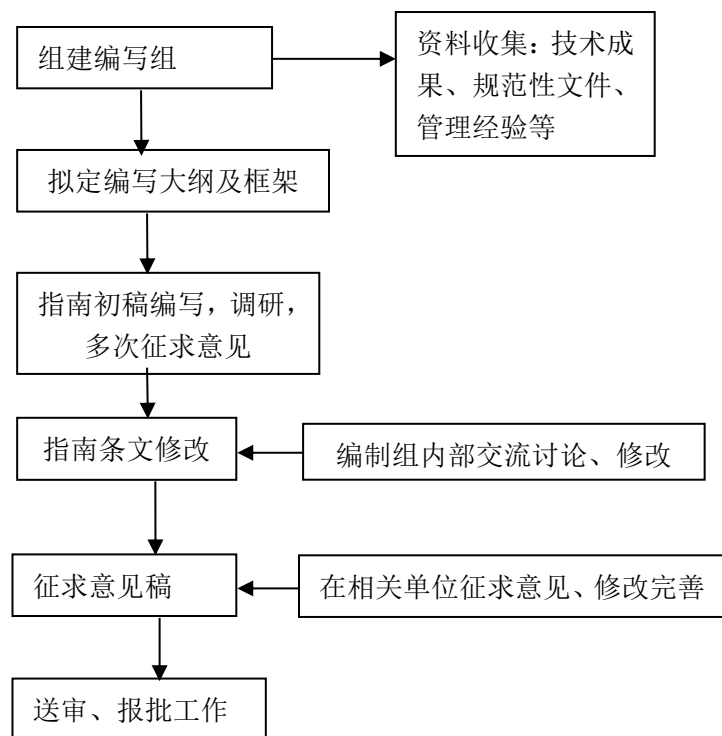 组建编写组
资料收集：技术成
果、规范性文件、
管理经验等
拟定编写大纲及框架
指南初稿编写，调研，
多次征求意见
指南条文修改
编制组内部交流讨论、修改
征求意见稿
在相关单位征求意见、修改完善
送审、报批工作